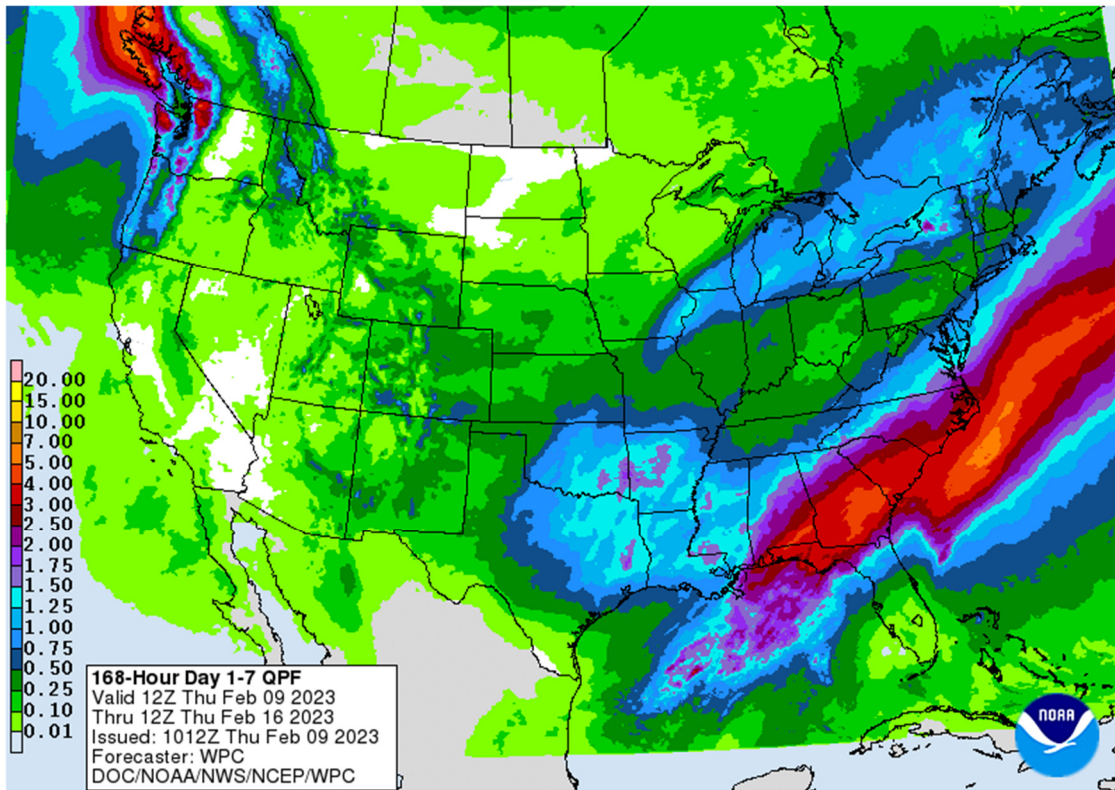 20.00
15.00
10.00
7.00
5.00
4.00
3.00
2.50
2.00
1.75
1.50
1.25
1.00
0.75
0.50
0.25
0.10
0.01
168-Hour Day 1-7 QPF
Valid 12Z Thu Feb 09 2023
Thru 12Z Thu Feb 16 2023
Issued: 1012Z Thu Feb 09 2023
Forecaster: WPC
DOC/NOAA/NWS/NCEP/WPC
NOAA